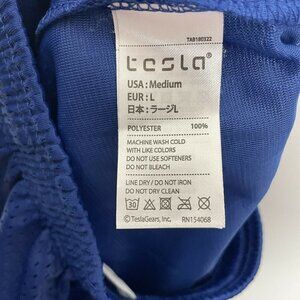 TAB180322
tesla®
USA : Medium
EUR : L
日本 : ラージL
POLYESTER 100%
MACHINE WASH COLD
WITH LIKE COLORS
DO NOT USE SOFTENERS
DO NOT BLEACH
LINE DRY / DO NOT IRON
DO NOT DRY CLEAN
30
© TeslaGears, Inc. RN154068